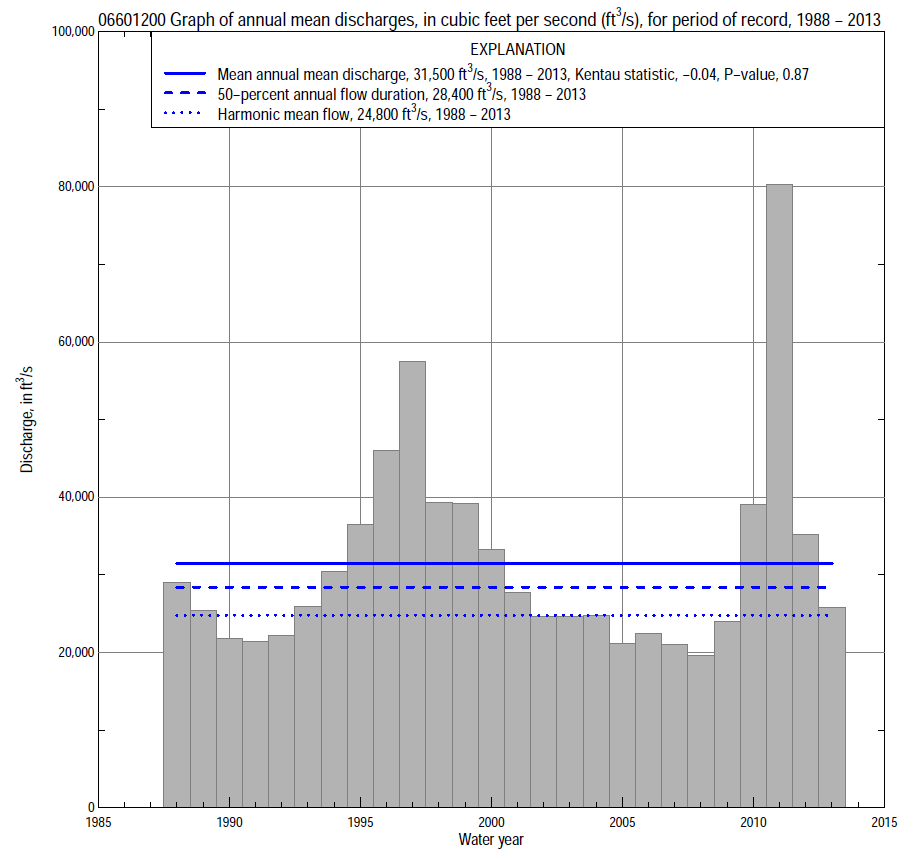 06601200 Graph of annual mean discharges, in cubic feet per second (ft³/s), for period of record, 1988 – 2013
EXPLANATION
Mean annual mean discharge, 31,500 ft³/s, 1988 – 2013, Kentau statistic, –0.04, P–value, 0.87
50–percent annual flow duration, 28,400 ft³/s, 1988 – 2013
Harmonic mean flow, 24,800 ft³/s, 1988 – 2013
100,000
80,000
60,000
40,000
20,000
0
Discharge, in ft³/s
1985 1990 1995 2000 2005 2010 2015
Water year